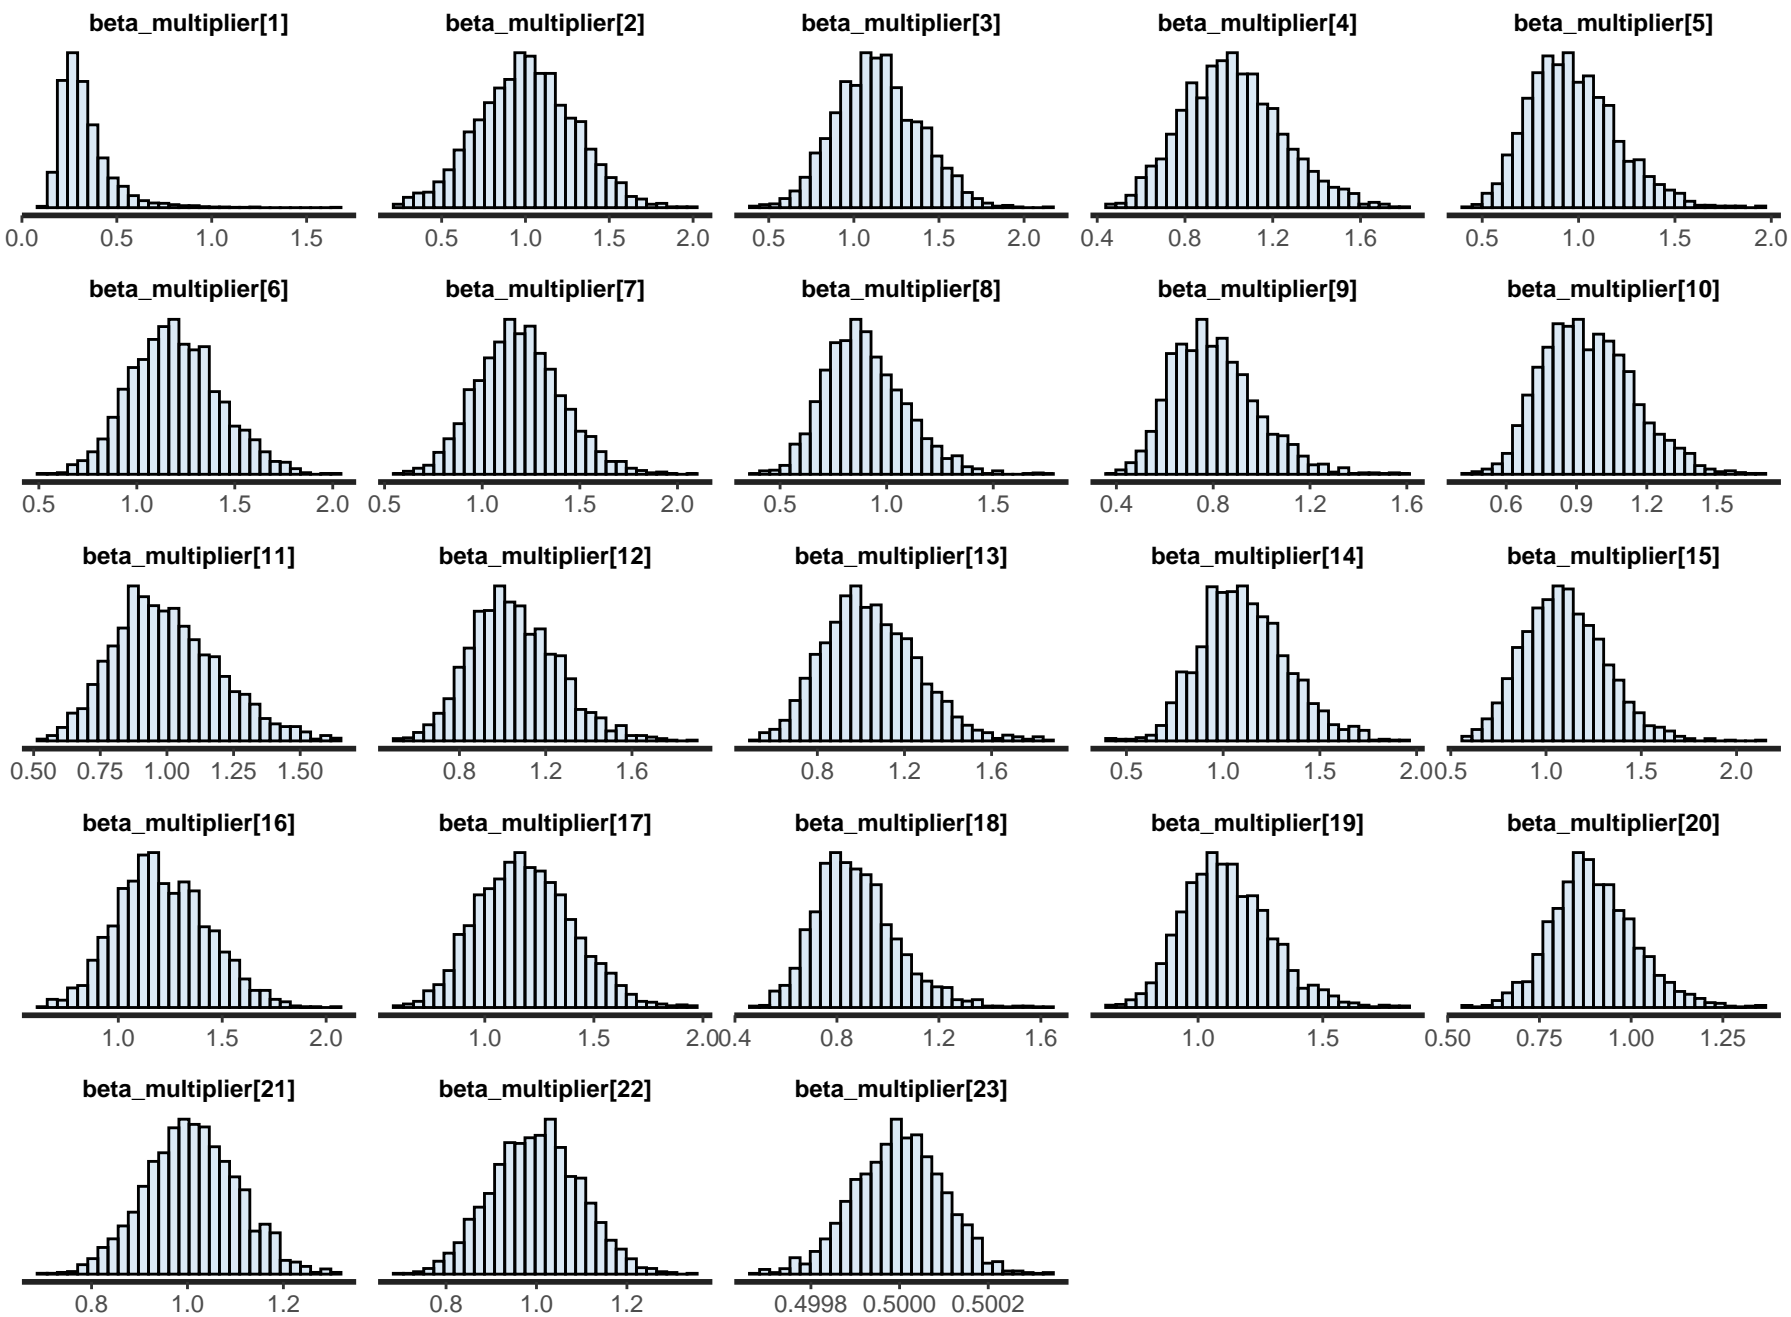 beta_multiplier[1] beta_multiplier[2] beta_multiplier[3] beta_multiplier[4] beta_multiplier[5]
0.0 0.5 1.0 1.5 0.5 1.0 1.5 2.0 0.5 1.0 1.5 2.0 0.4 0.8 1.2 1.6 0.5 1.0 1.5 2.0
beta_multiplier[6] beta_multiplier[7] beta_multiplier[8] beta_multiplier[9] beta_multiplier[10]
0.5 1.0 1.5 2.0 0.5 1.0 1.5 2.0 0.5 1.0 1.5 0.4 0.8 1.2 1.6 0.6 0.9 1.2 1.5
beta_multiplier[11] beta_multiplier[12] beta_multiplier[13] beta_multiplier[14] beta_multiplier[15]
0.50 0.75 1.00 1.25 1.50 0.8 1.2 1.6 0.8 1.2 1.6 0.5 1.0 1.5 2.0 0.5 1.0 1.5 2.0
beta_multiplier[16] beta_multiplier[17] beta_multiplier[18] beta_multiplier[19] beta_multiplier[20]
1.0 1.5 2.0 1.0 1.5 2.0 0.4 0.8 1.2 1.6 1.0 1.5 0.50 0.75 1.00 1.25
beta_multiplier[21] beta_multiplier[22] beta_multiplier[23]
0.8 1.0 1.2 0.8 1.0 1.2 0.4998 0.5000 0.5002